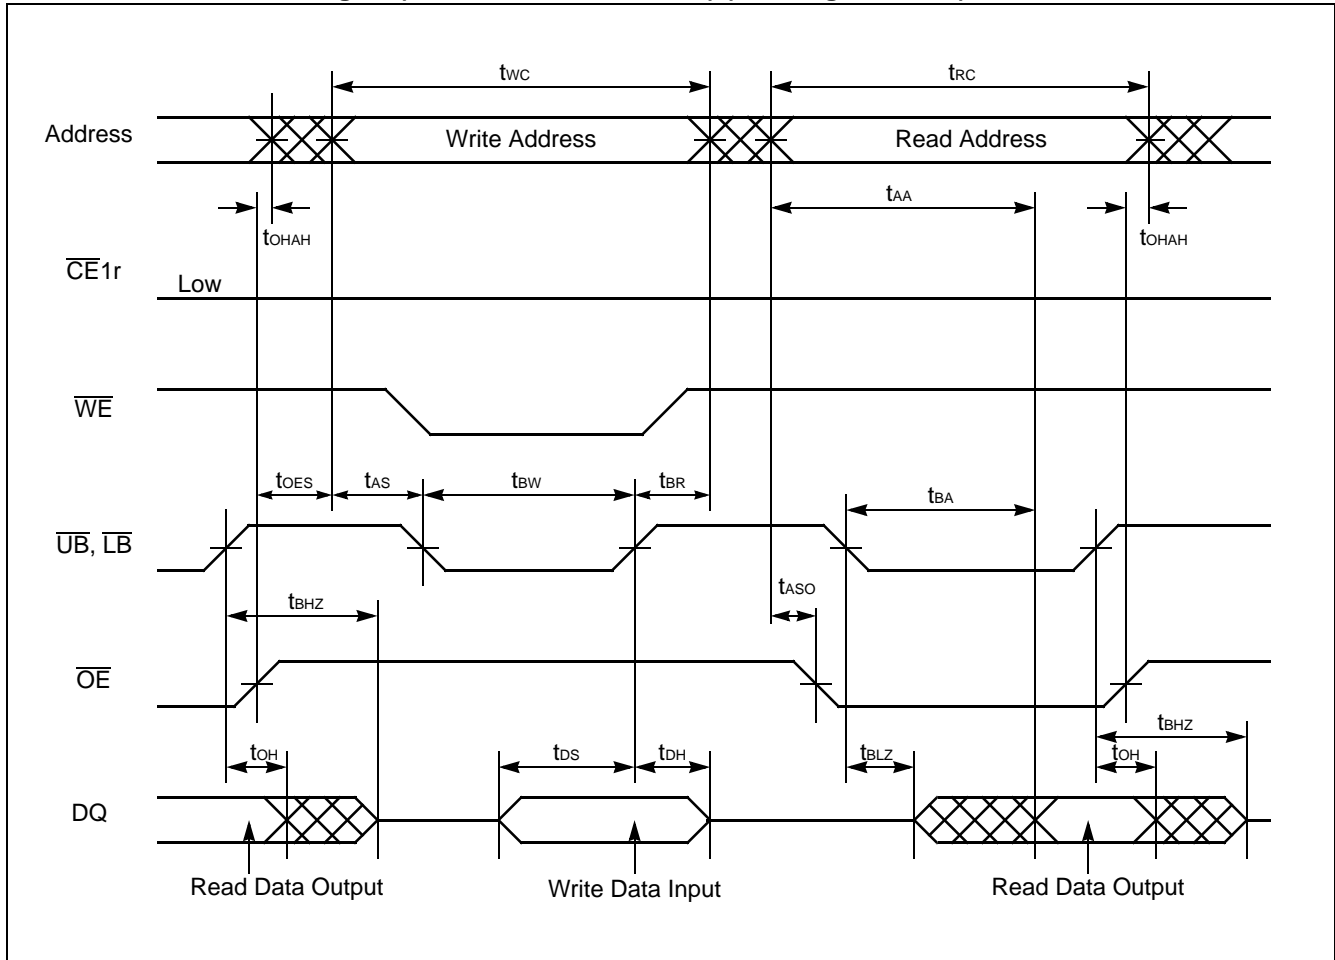 tWC
tRC
Address
Write Address
Read Address
tAA
tOHAH
tOHAH
CE1r
Low
WE
tOES
tAS
tBW
tBR
tBA
UB, LB
tASO
tBHZ
OE
tBHZ
tOH
tDS
tDH
tBLZ
tOH
DQ
Read Data Output
Write Data Input
Read Data Output